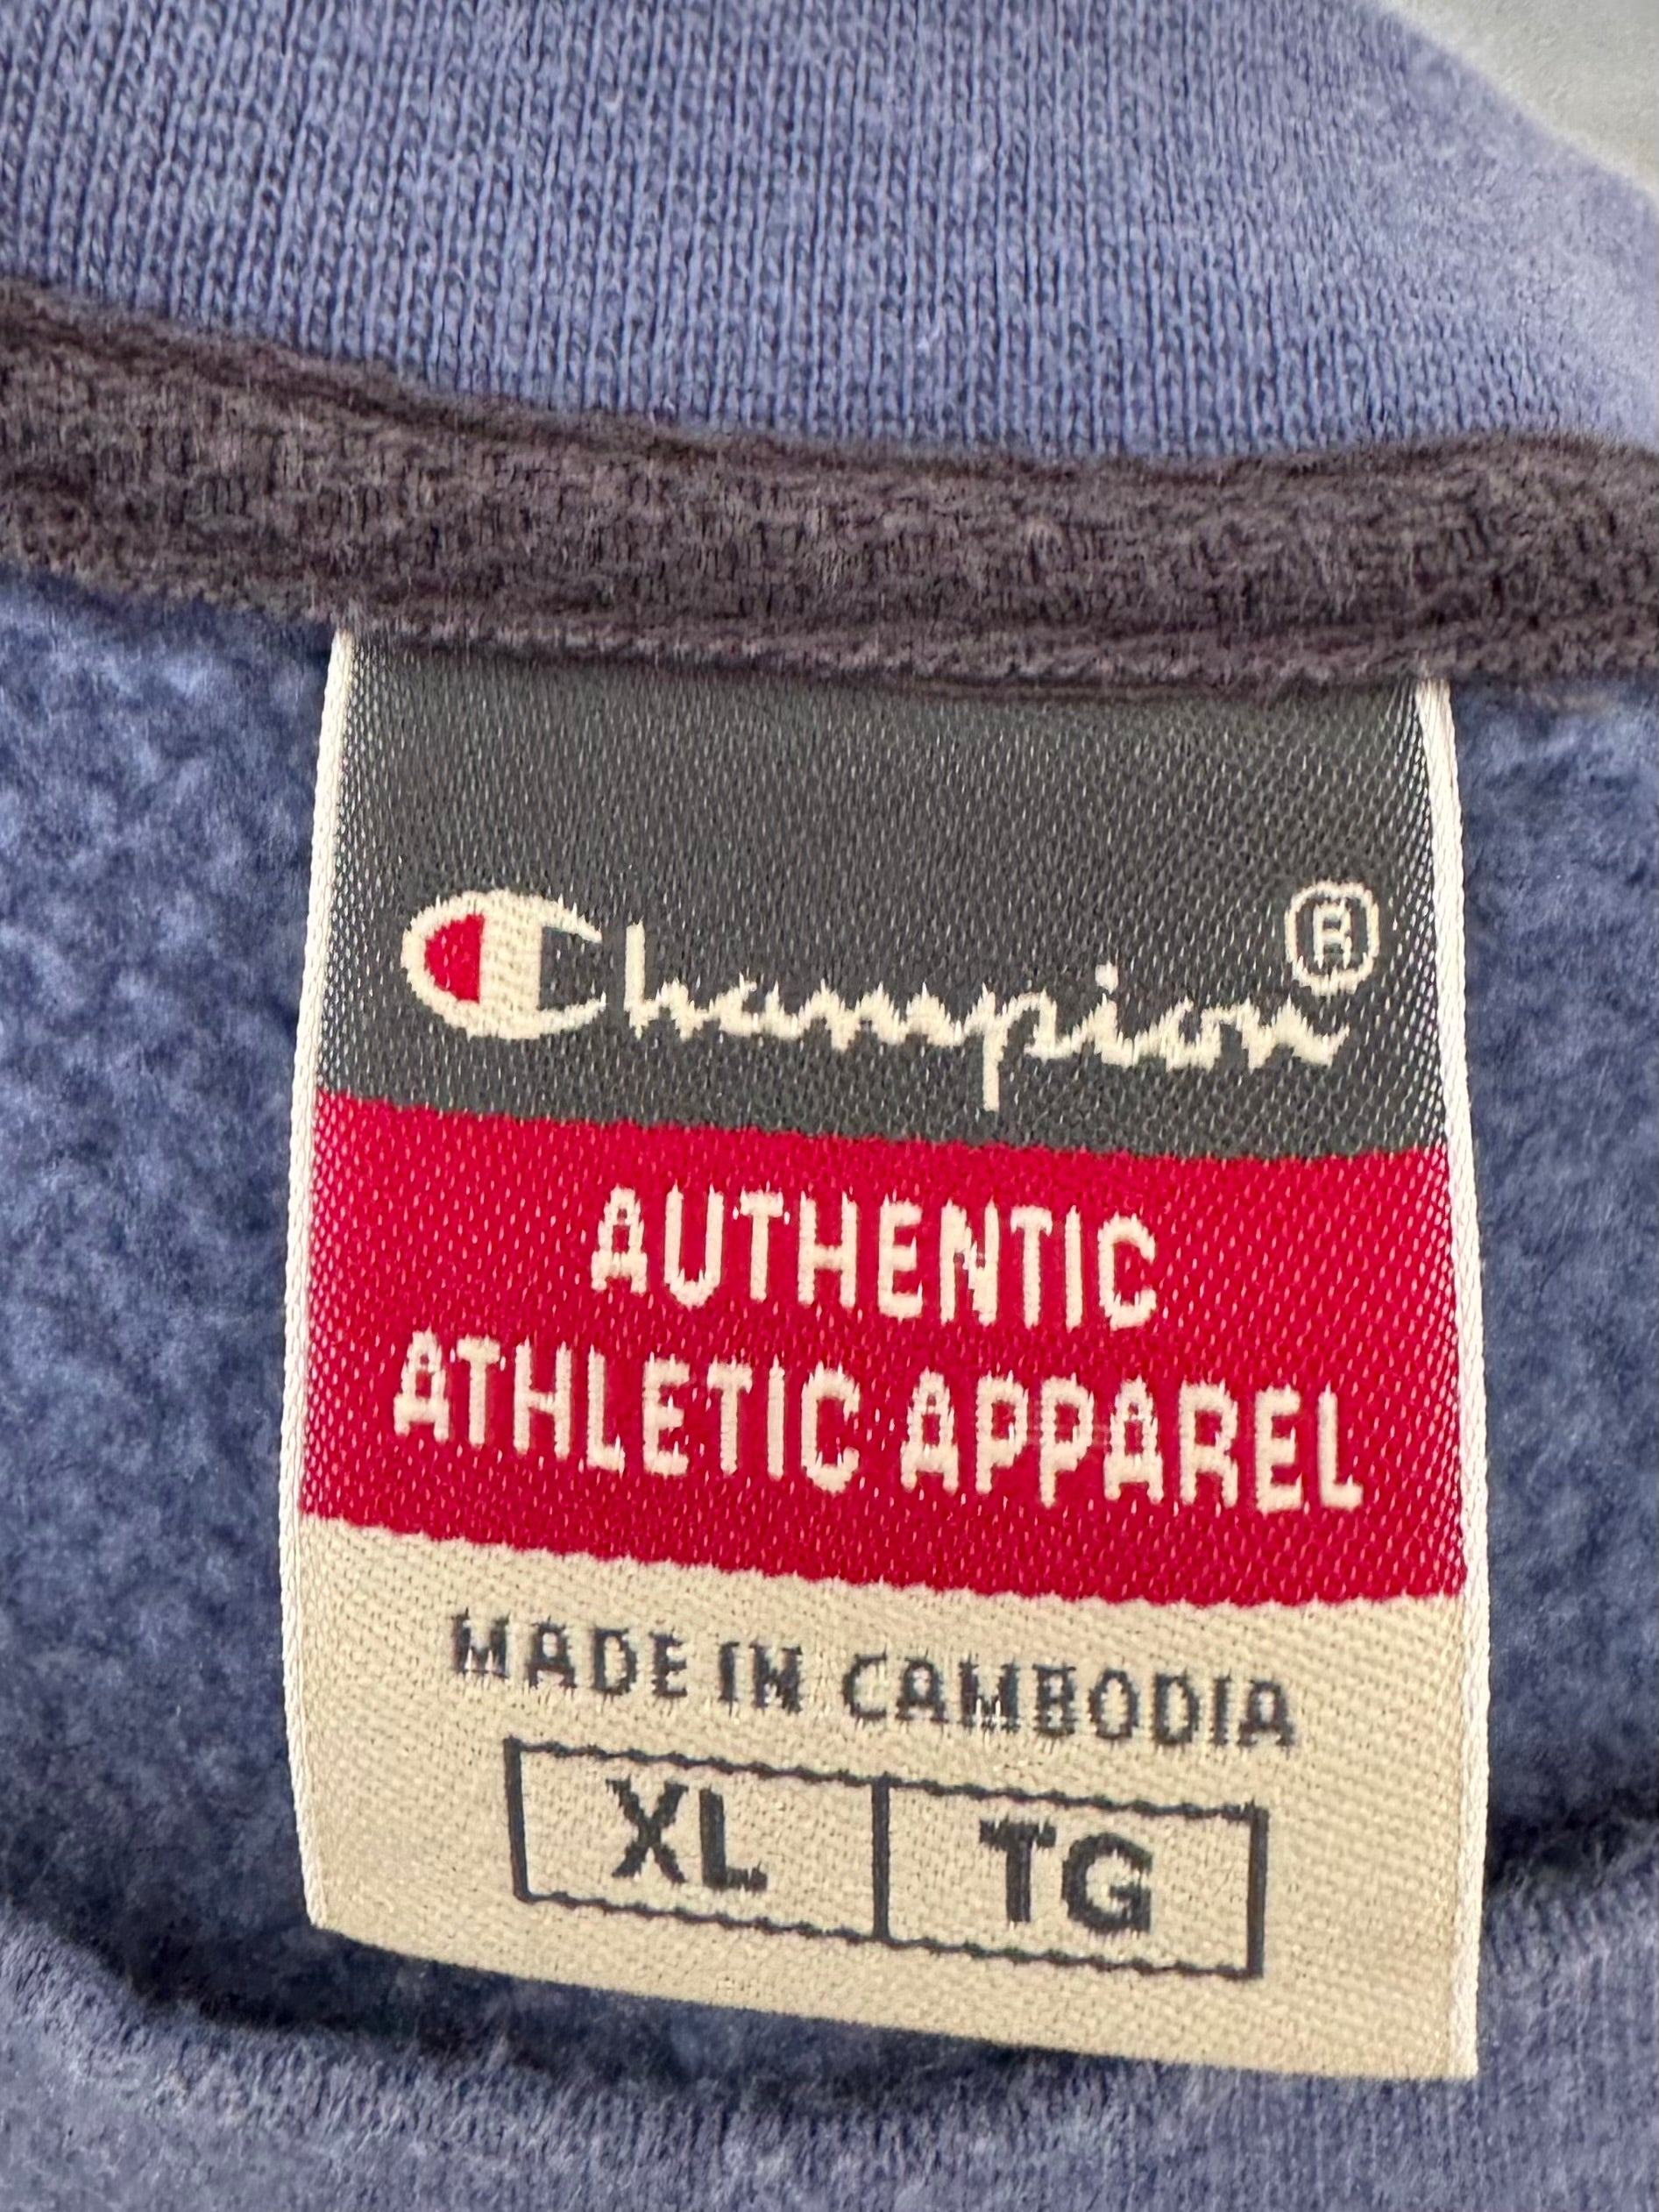 Champion®
AUTHENTIC
ATHLETIC APPAREL
MADE IN CAMBODIA
XL TG